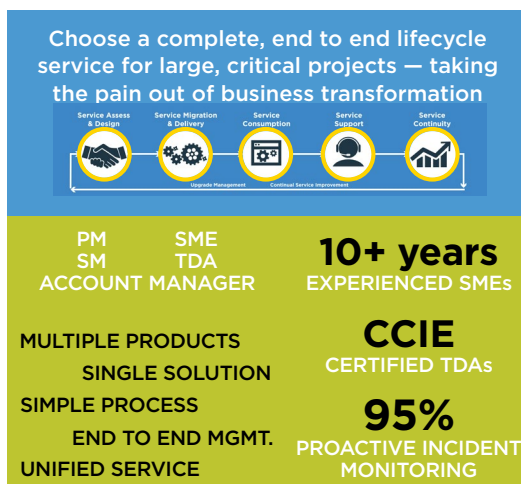 Choose a complete, end to end lifecycle
service for large, critical projects — taking
the pain out of business transformation
Service Assess
& Design
Service Migration
& Delivery
Service
Consumption
Service
Support
Service
Continuity
Upgrade Management
Continual Service Improvement
PM SME
SM TDA
ACCOUNT MANAGER
10+ years
EXPERIENCED SMEs
MULTIPLE PRODUCTS
SINGLE SOLUTION
SIMPLE PROCESS
END TO END MGMT.
UNIFIED SERVICE
CCIE
CERTIFIED TDAs
95%
PROACTIVE INCIDENT
MONITORING